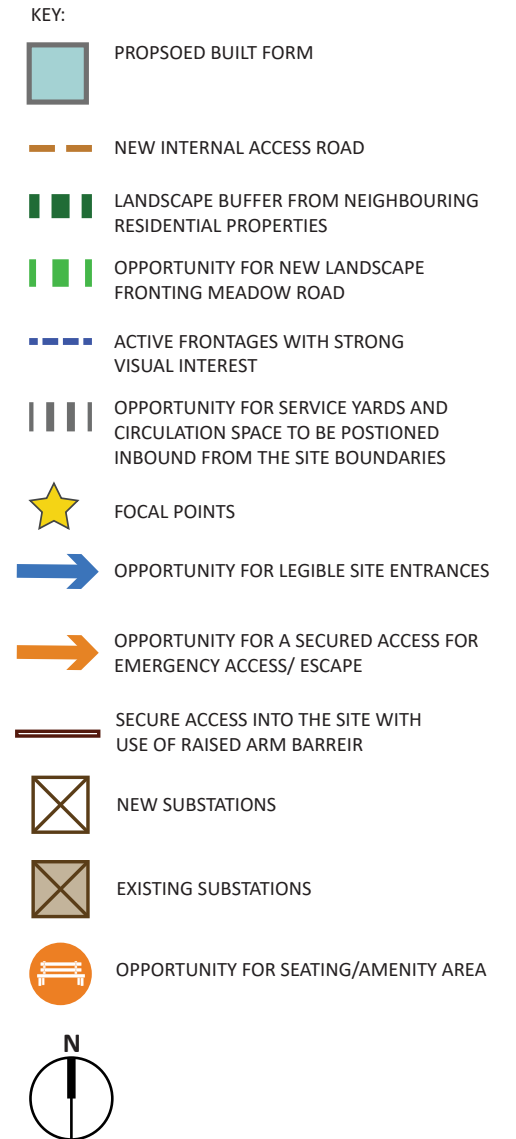 KEY:
PROPSOED BUILT FORM
NEW INTERNAL ACCESS ROAD
LANDSCAPE BUFFER FROM NEIGHBOURING
RESIDENTIAL PROPERTIES
OPPORTUNITY FOR NEW LANDSCAPE
FRONTING MEADOW ROAD
ACTIVE FRONTAGES WITH STRONG
VISUAL INTEREST
OPPORTUNITY FOR SERVICE YARDS AND
CIRCULATION SPACE TO BE POSTIONED
INBOUND FROM THE SITE BOUNDARIES
FOCAL POINTS
OPPORTUNITY FOR LEGIBLE SITE ENTRANCES
OPPORTUNITY FOR A SECURED ACCESS FOR
EMERGENCY ACCESS/ ESCAPE
SECURE ACCESS INTO THE SITE WITH
USE OF RAISED ARM BARREIR
NEW SUBSTATIONS
EXISTING SUBSTATIONS
OPPORTUNITY FOR SEATING/AMENITY AREA
N